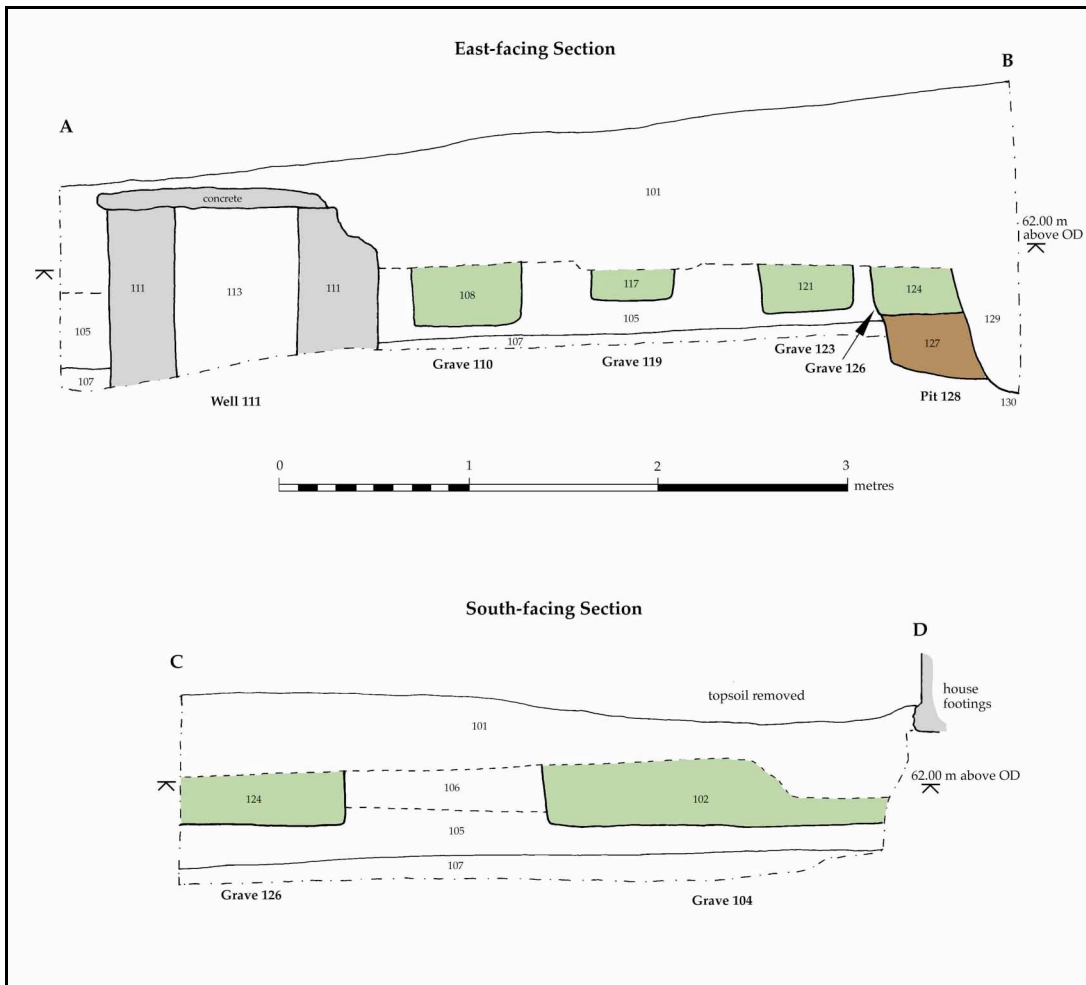 East-facing Section
B
A
concrete
101
62.00 m
above OD
111
113
111
108
117
121
124
105
105
129
107
107
127
Grave 110
Grave 119
Grave 123
Grave 126
Well 111
Pit 128
130
0
1
2
3
metres
South-facing Section
D
C
topsoil removed
house
footings
101
62.00 m above OD
106
124
102
105
107
Grave 126
Grave 104